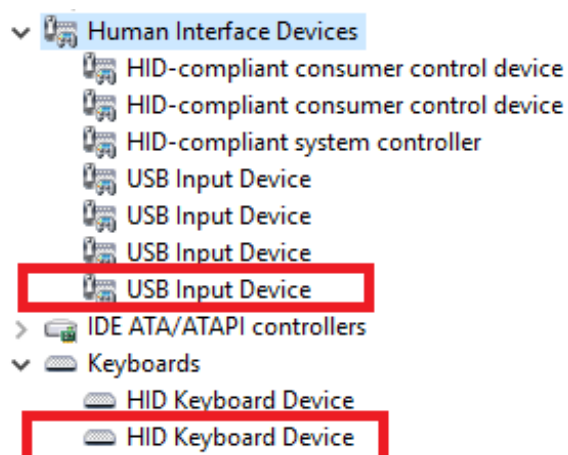 Human Interface Devices
HID-compliant consumer control device
HID-compliant consumer control device
HID-compliant system controller
USB Input Device
USB Input Device
USB Input Device
USB Input Device
IDE ATA/ATAPI controllers
Keyboards
HID Keyboard Device
HID Keyboard Device